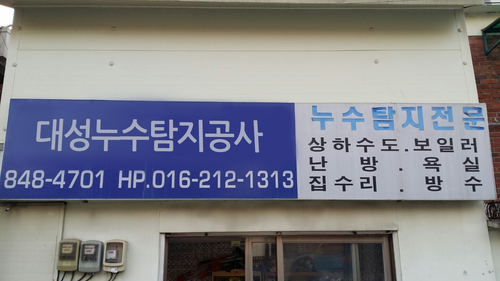 대성누수탐지공사
848-4701 HP.016-212-1313
누수탐지전문
상하수도.보일러
난방.욕실
집수리.방수